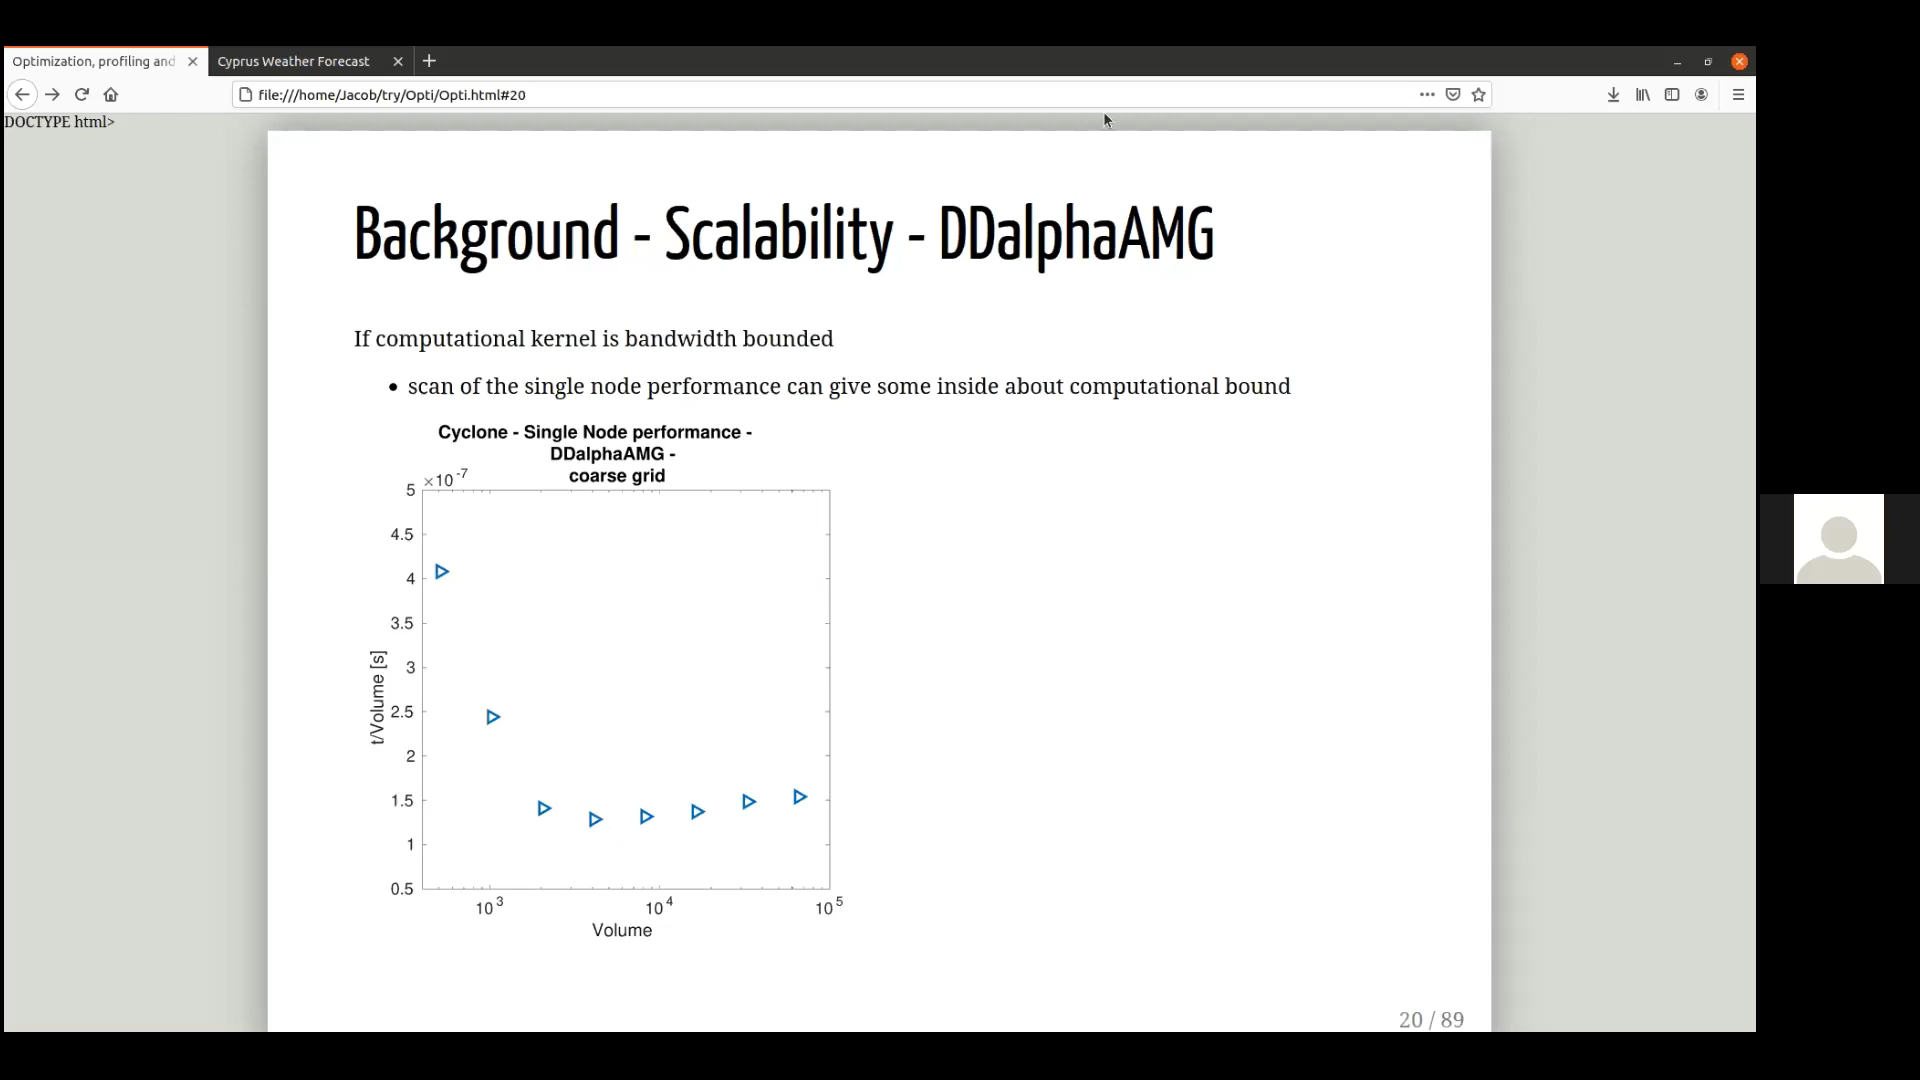 Optimization, profiling and
Cyprus Weather Forecast
file:///home/Jacob/try/Opti/Opti.html#20
DOCTYPE html>
Background - Scalability - DDalphaAMG
If computational kernel is bandwidth bounded
• scan of the single node performance can give some inside about computational bound
Cyclone - Single Node performance -
DDalphaAMG -
coarse grid
×10^-7
5
4.5
4
3.5
3
2.5
2
1.5
1
0.5
t/Volume [s]
10^3 10^4 10^5
Volume
20 / 89